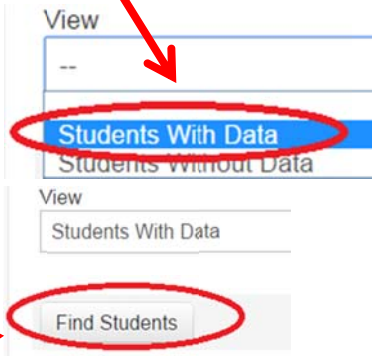 View
--
Students With Data
Students Without Data
View
Students With Data
Find Students